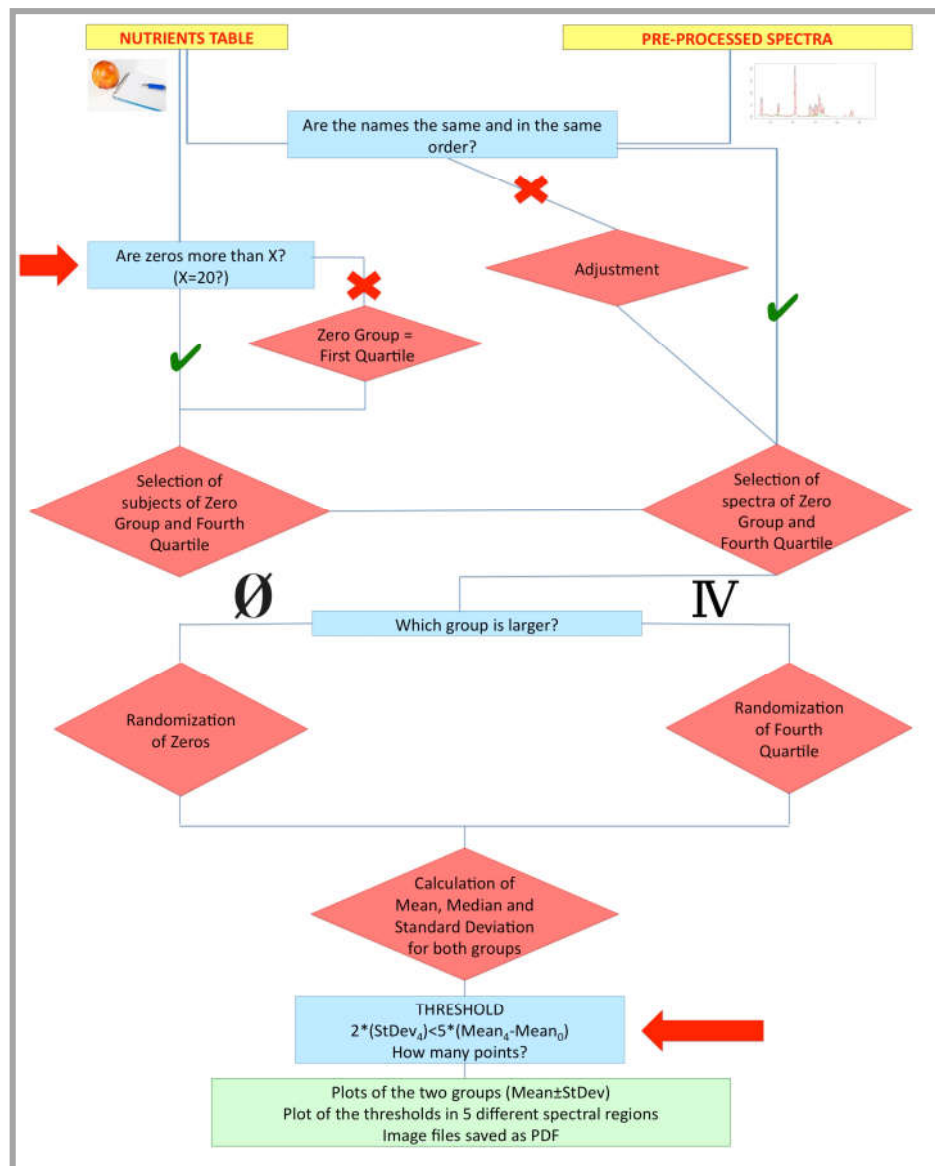 NUTRIENTS TABLE
PRE-PROCESSED SPECTRA
Are the names the same and in the same
order?
Are zeros more than X?
(X=20?)
Adjustment
Zero Group =
First Quartile
Selection of
subjects of Zero
Group and Fourth
Quartile
Selection of
spectra of Zero
Group and
Fourth Quartile
Ø
IV
Which group is larger?
Randomization
of Zeros
Randomization
of Fourth
Quartile
Calculation of
Mean, Median and
Standard Deviation
for both groups
THRESHOLD
2*(StDev₄)<5*(Mean₄-Mean₀)
How many points?
Plots of the two groups (Mean±StDev)
Plot of the thresholds in 5 different spectral regions
Image files saved as PDF